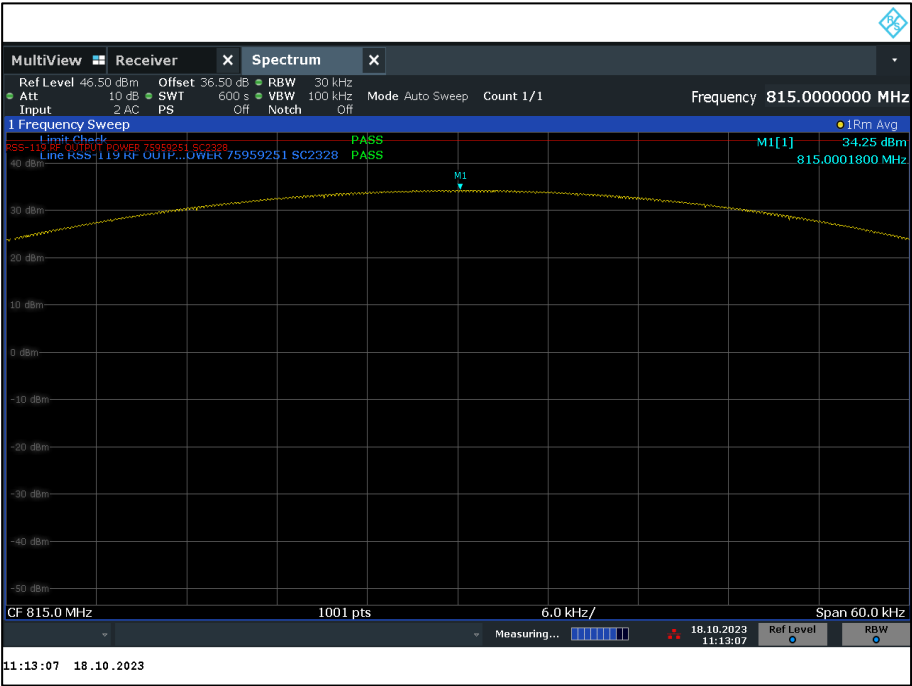 R&S
MultiView Receiver X Spectrum X
Ref Level 46.50 dBm Offset 36.50 dB RBW 30 kHz
Att 10 dB SWT 600 s VBW 100 kHz Mode Auto Sweep Count 1/1 Frequency 815.0000000 MHz
Input 2 AC PS Off Notch Off
1 Frequency Sweep 1Rm Avg
Limit Check PASS M1[1] 34.25 dBm
RSS-119 RF OUTPUT POWER 75959251 SC2328
Line RSS-119 RF OUTP...OWER 75959251 SC2328 PASS 815.0001800 MHz
40 dBm
M1
30 dBm
20 dBm
10 dBm
0 dBm
-10 dBm
-20 dBm
-30 dBm
-40 dBm
-50 dBm
CF 815.0 MHz 1001 pts 6.0 kHz/ Span 60.0 kHz
Measuring... 18.10.2023 11:13:07 Ref Level RBW
11:13:07 18.10.2023